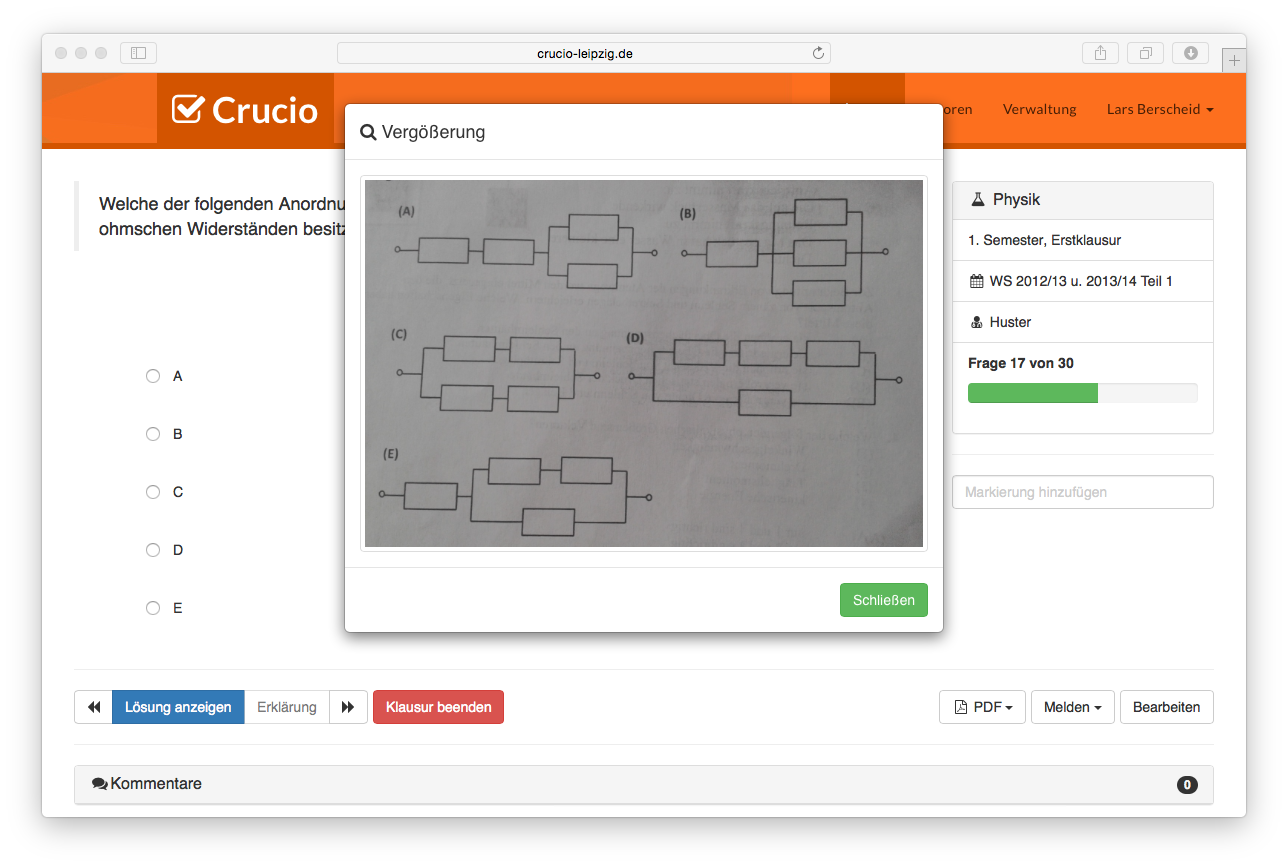 crucio-leipzig.de
Crucio
oren
Verwaltung
Lars Berscheid
Vergößerung
Welche der folgenden Anordnu
ohmschen Widerständen besitz
(A)
(B)
(C)
(D)
(E)
A
B
C
D
E
Physik
1. Semester, Erstklausur
WS 2012/13 u. 2013/14 Teil 1
Huster
Frage 17 von 30
Markierung hinzufügen
Schließen
Lösung anzeigen
Erklärung
Klausur beenden
PDF
Melden
Bearbeiten
Kommentare
0